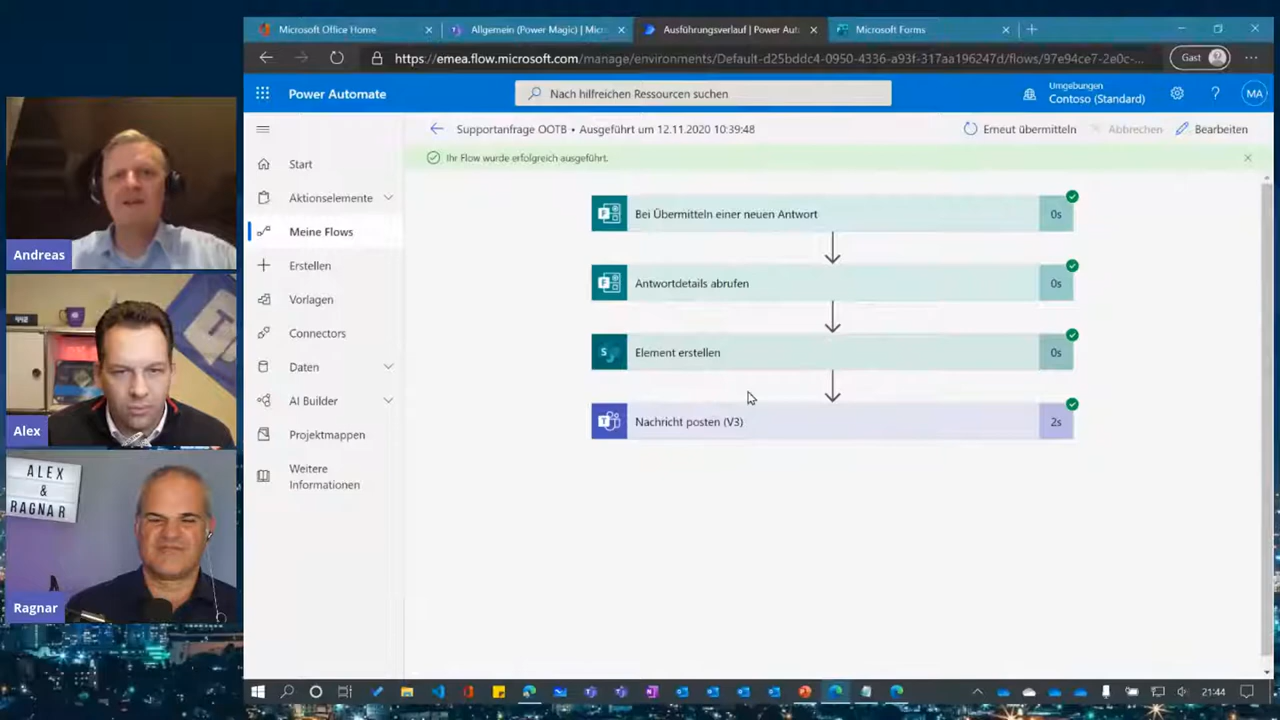 Microsoft Office Home
Allgemein (Power Magic) | Micr
Ausführungsverlauf | Power Aut
Microsoft Forms
https://emea.flow.microsoft.com/manage/environments/Default-d25bddc4-0950-4336-a93f-317aa196247d/flows/97e94ce7-2e0c-...
Gast
Power Automate
Nach hilfreichen Ressourcen suchen
Umgebungen
Contoso (Standard)
?
MA
Supportanfrage OOTB • Ausgeführt um 12.11.2020 10:39:48
Erneut übermitteln
Abbrechen
Bearbeiten
Ihr Flow wurde erfolgreich ausgeführt.
Start
Aktionselemente
Meine Flows
Erstellen
Vorlagen
Connectors
Daten
AI Builder
Projektmappen
Weitere
Informationen
Bei Übermitteln einer neuen Antwort
0s
Antwortdetails abrufen
0s
Element erstellen
0s
Nachricht posten (V3)
2s
Andreas
Alex
ALEX
&
RAGNAR
Ragnar
21:44